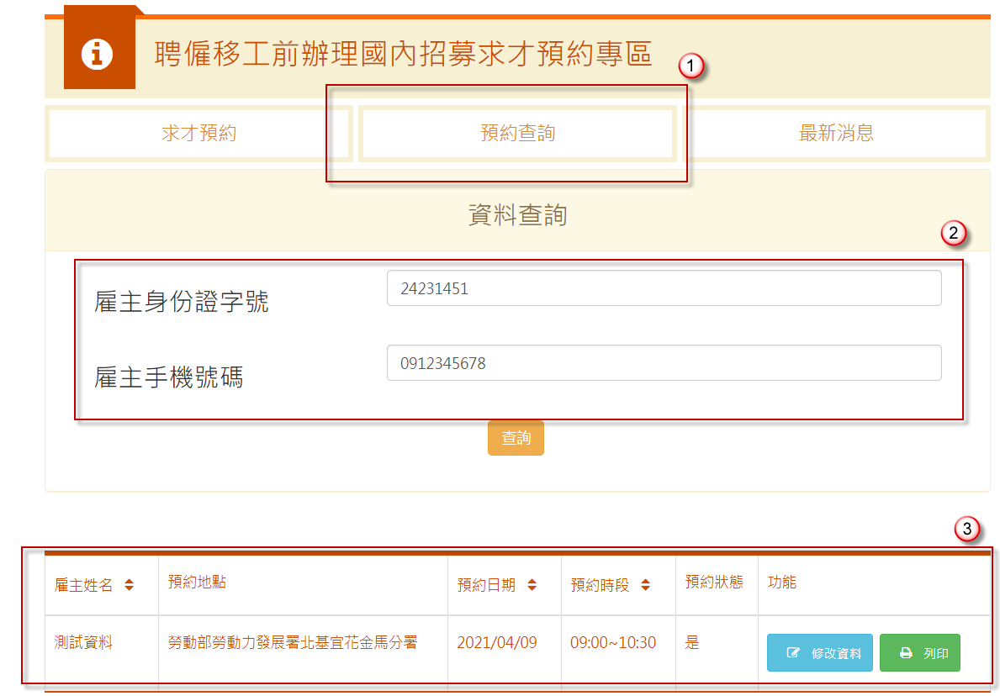 聘僱移工前辦理國內招募求才預約專區
1
求才預約 預約查詢 最新消息
資料查詢
2
雇主身份證字號 24231451
雇主手機號碼 0912345678
查詢
3
雇主姓名 預約地點 預約日期 預約時段 預約狀態 功能
測試資料 勞動部勞動力發展署北基宜花金馬分署 2021/04/09 09:00~10:30 是 修改資料 列印